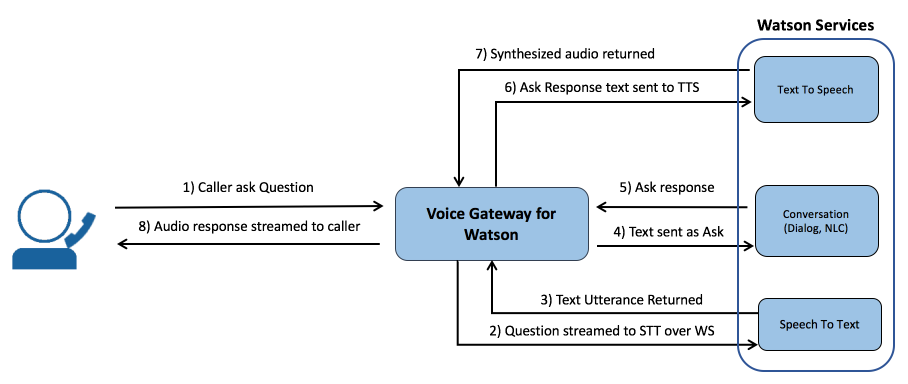 Watson Services
7) Synthesized audio returned
6) Ask Response text sent to TTS
Text To Speech
1) Caller ask Question
8) Audio response streamed to caller
Voice Gateway for
Watson
5) Ask response
4) Text sent as Ask
Conversation
(Dialog, NLC)
3) Text Utterance Returned
2) Question streamed to STT over WS
Speech To Text